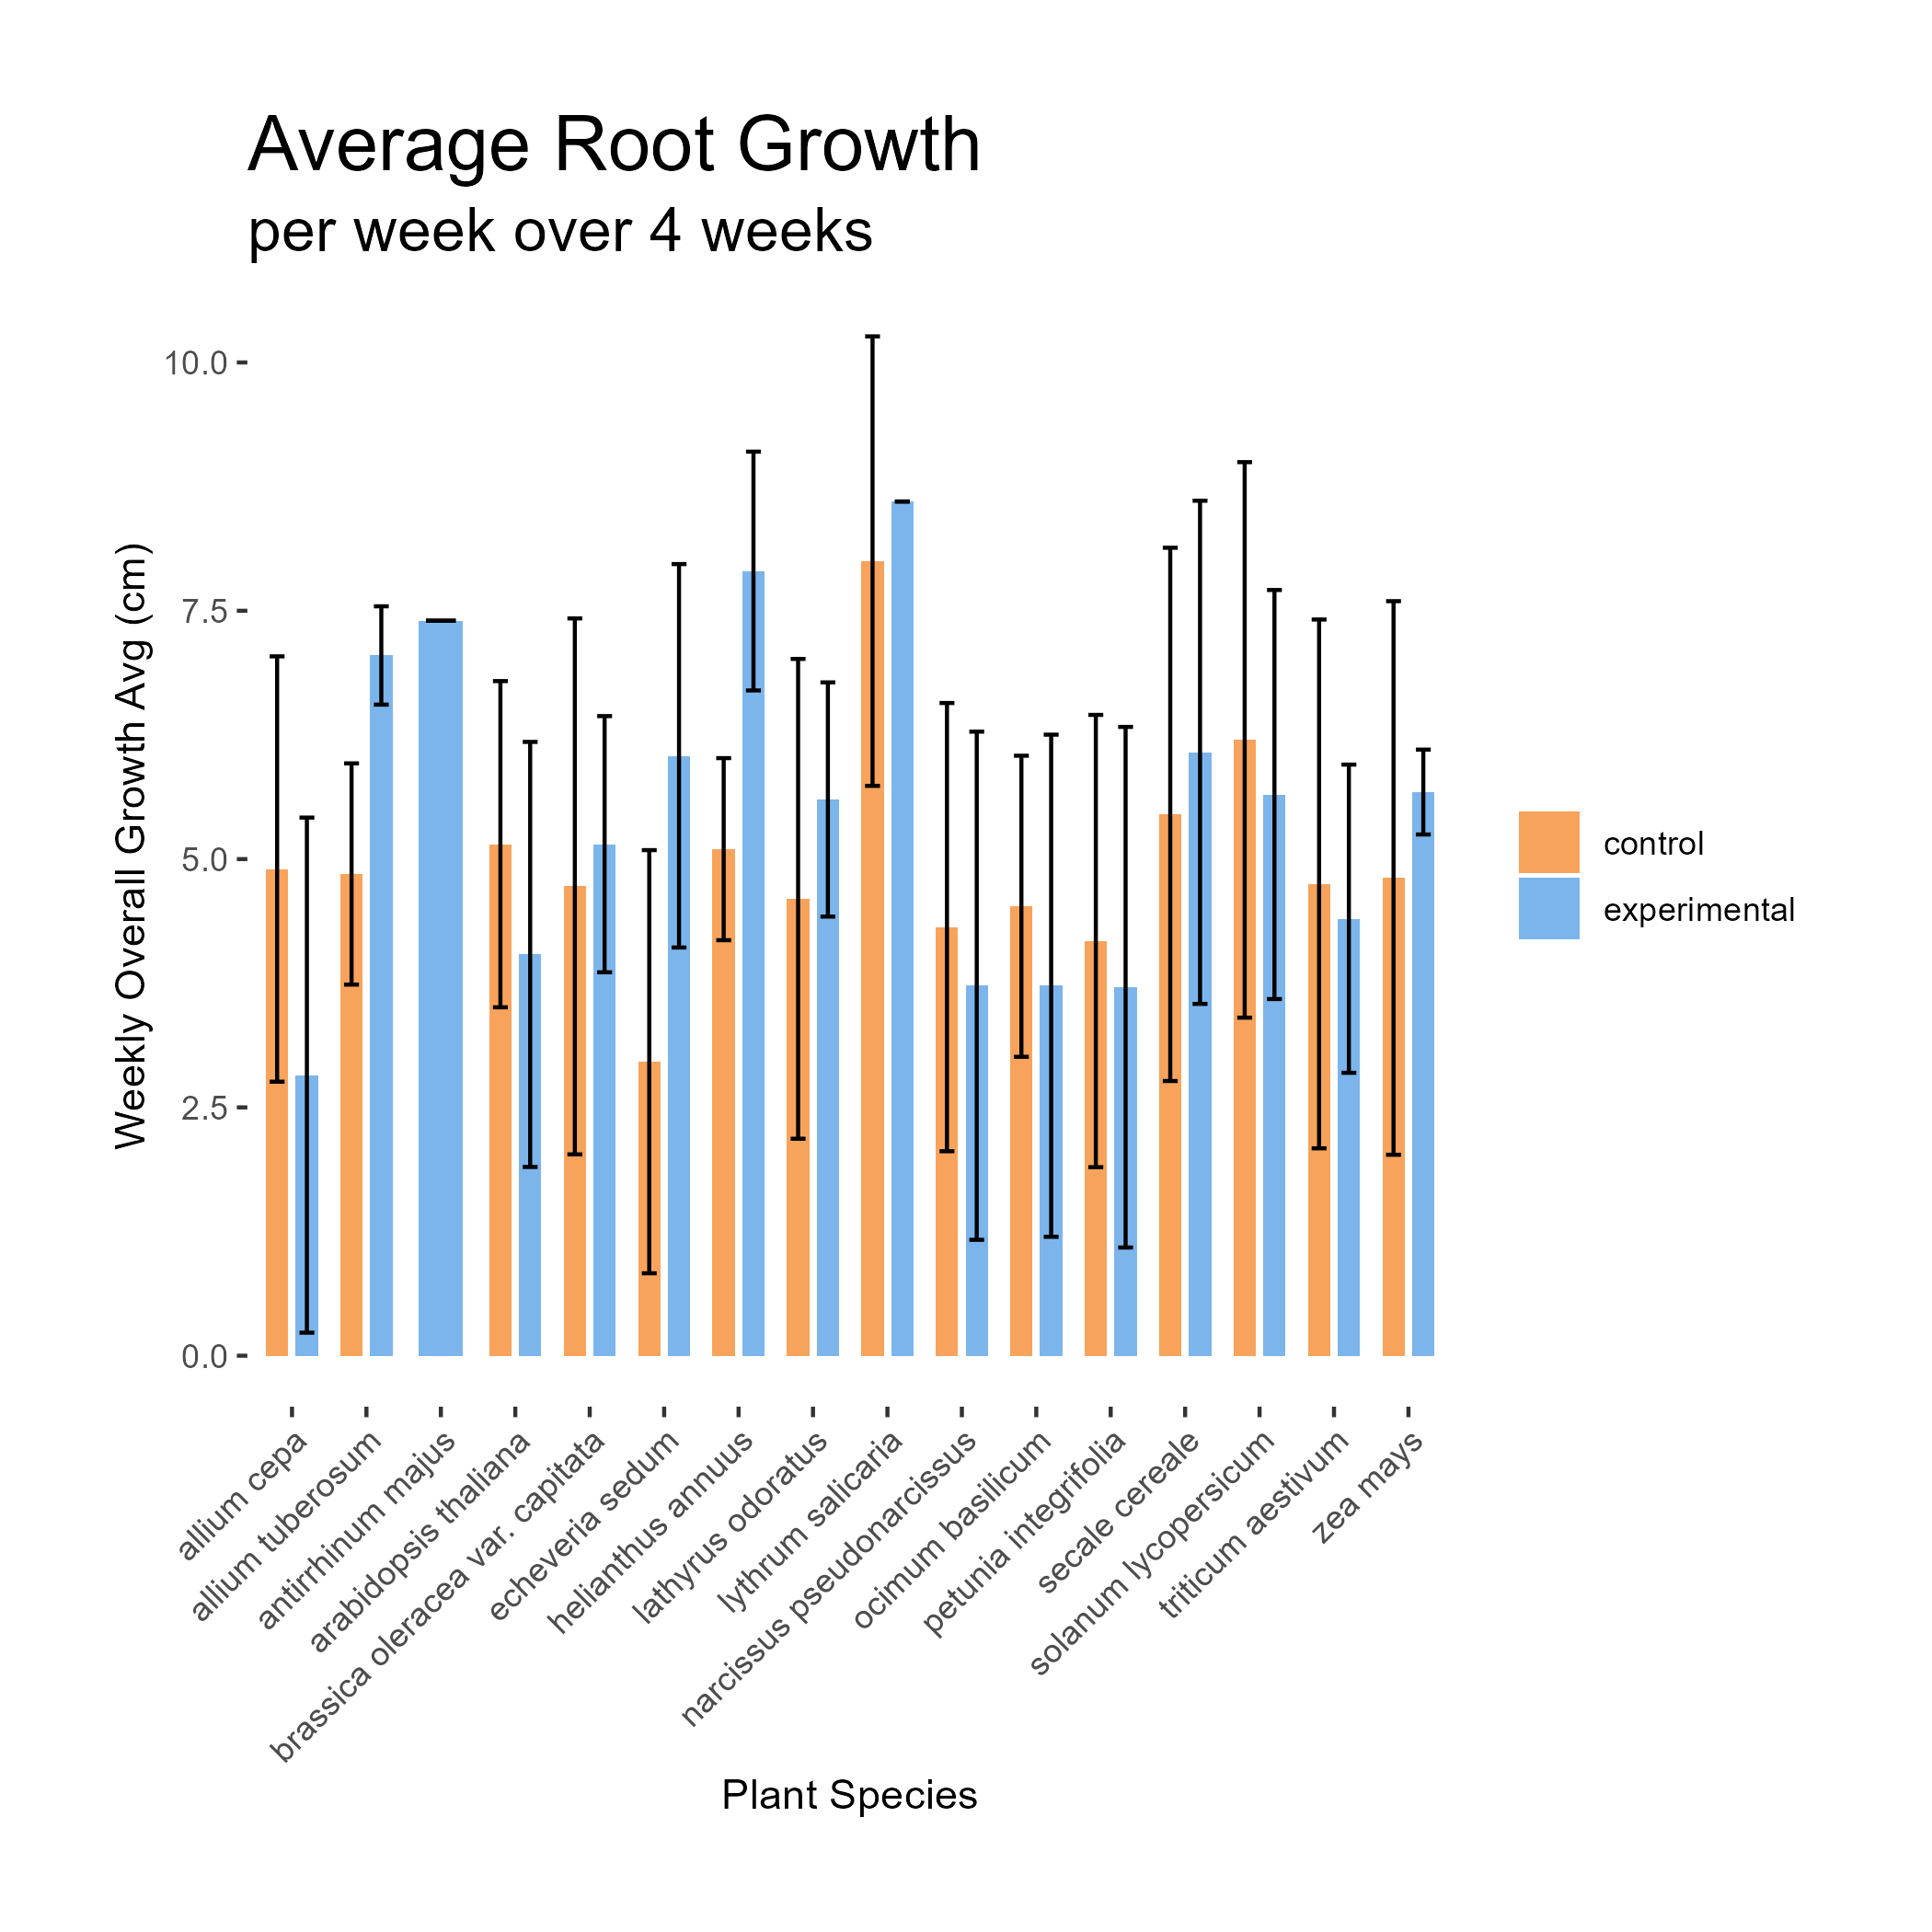 Average Root Growth
per week over 4 weeks
Weekly Overall Growth Avg (cm)
10.0
7.5
5.0
2.5
0.0
control
experimental
allium cepa
allium tuberosum
antirrhinum majus
arabidopsis thaliana
brassica oleracea var. capitata
echeveria sedum
helianthus annuus
lathyrus odoratus
lythrum salicaria
narcissus pseudonarcissus
ocimum basilicum
petunia integrifolia
secale cereale
solanum lycopersicum
triticum aestivum
zea mays
Plant Species